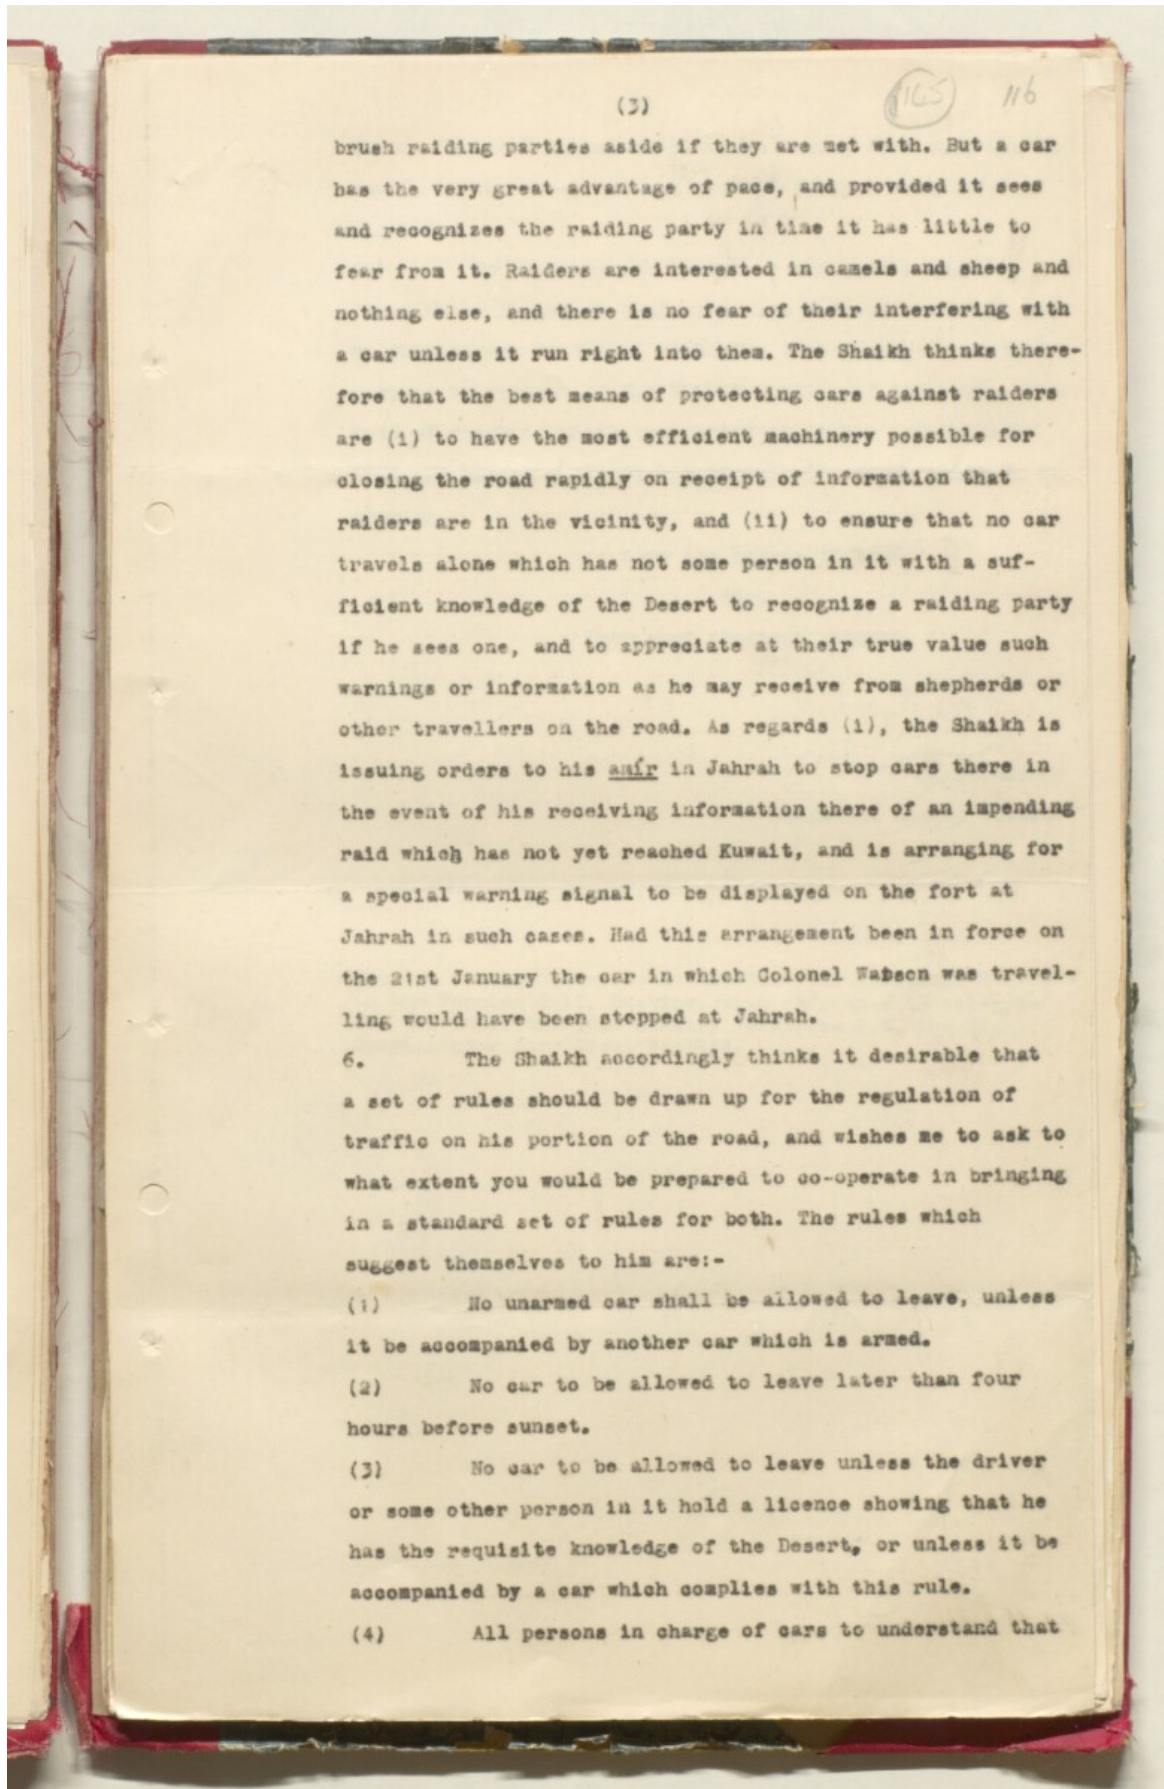 (3)
165 116
brush raiding parties aside if they are met with. But a car
has the very great advantage of pace, and provided it sees
and recognizes the raiding party in time it has little to
fear from it. Raiders are interested in camels and sheep and
nothing else, and there is no fear of their interfering with
a car unless it run right into them. The Shaikh thinks there-
fore that the best means of protecting cars against raiders
are (i) to have the most efficient machinery possible for
closing the road rapidly on receipt of information that
raiders are in the vicinity, and (ii) to ensure that no car
travels alone which has not some person in it with a suf-
ficient knowledge of the Desert to recognize a raiding party
if he sees one, and to appreciate at their true value such
warnings or information as he may receive from shepherds or
other travellers on the road. As regards (i), the Shaikh is
issuing orders to his amír in Jahrah to stop cars there in
the event of his receiving information there of an impending
raid which has not yet reached Kuwait, and is arranging for
a special warning signal to be displayed on the fort at
Jahrah in such cases. Had this arrangement been in force on
the 21st January the car in which Colonel Watson was travel-
ling would have been stopped at Jahrah.
6. The Shaikh accordingly thinks it desirable that
a set of rules should be drawn up for the regulation of
traffic on his portion of the road, and wishes me to ask to
what extent you would be prepared to co-operate in bringing
in a standard set of rules for both. The rules which
suggest themselves to him are:-
(1) No unarmed car shall be allowed to leave, unless
it be accompanied by another car which is armed.
(2) No car to be allowed to leave later than four
hours before sunset.
(3) No car to be allowed to leave unless the driver
or some other person in it hold a licence showing that he
has the requisite knowledge of the Desert, or unless it be
accompanied by a car which complies with this rule.
(4) All persons in charge of cars to understand that